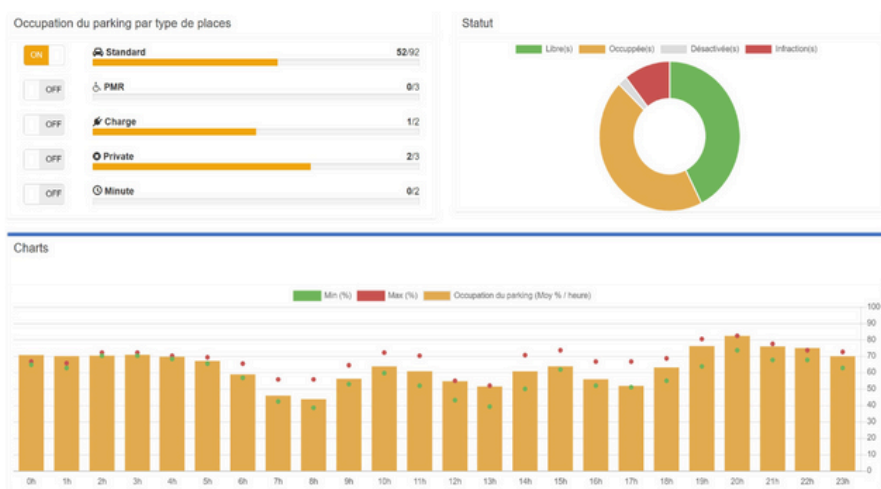 Occupation du parking par type de places
ON Standard 52/92
OFF PMR 0/3
OFF Charge 1/2
OFF Private 2/3
OFF Minute 0/2
Statut
Libre(s) Occuppée(s) Désactivée(s) Infraction(s)
Charts
Min (%) Max (%) Occupation du parking (Moy % / heure)
100
90
80
70
60
50
40
30
20
10
0
0h 1h 2h 3h 4h 5h 6h 7h 8h 9h 10h 11h 12h 13h 14h 15h 16h 17h 18h 19h 20h 21h 22h 23h